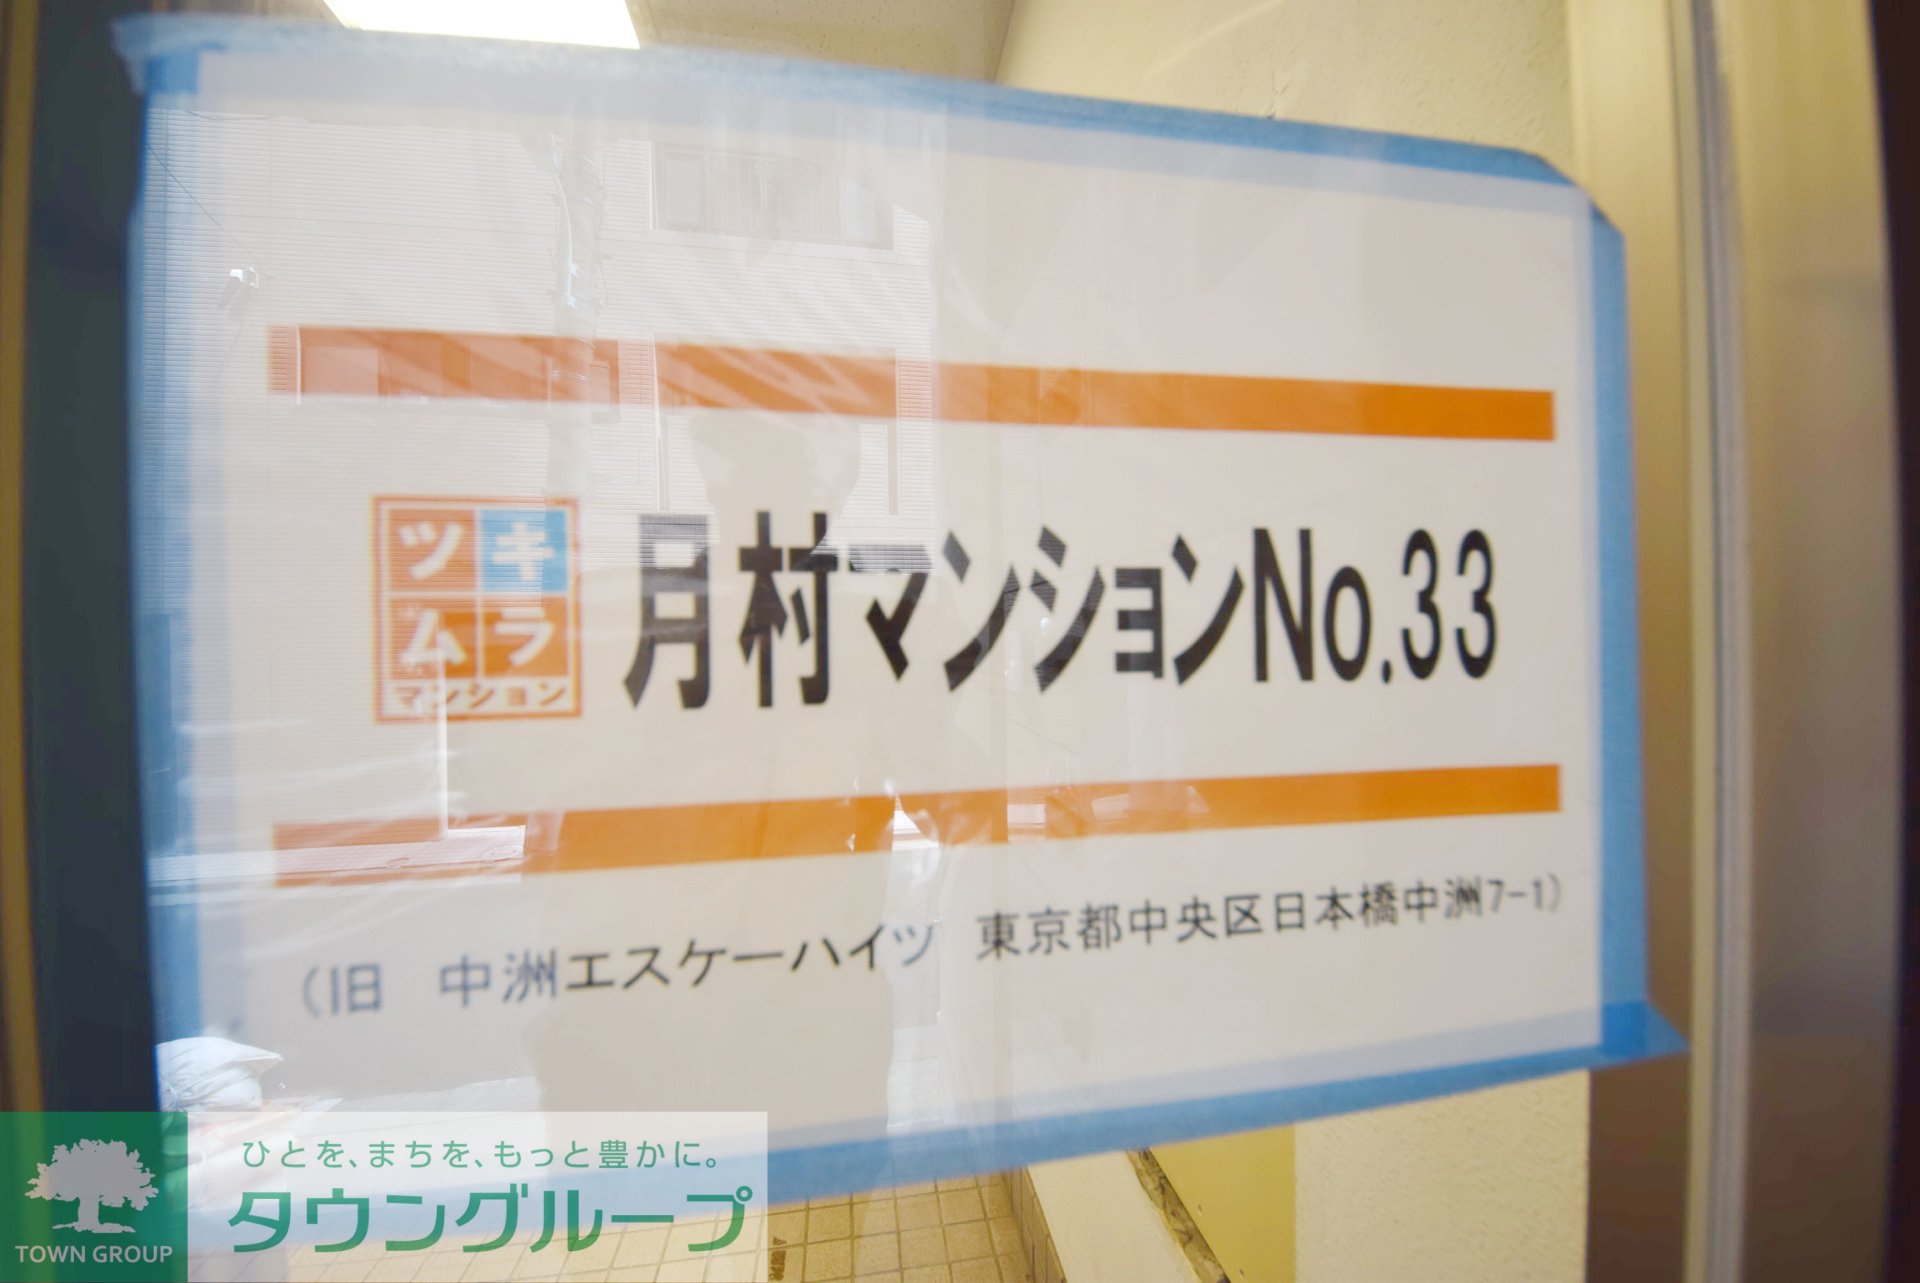 ツキ
ムラ
マンション
月村マンションNo.33
（旧　中洲エスケーハイツ　東京都中央区日本橋中洲7-1）
ひとを、まちを、もっと豊かに。
タウングループ
TOWN GROUP